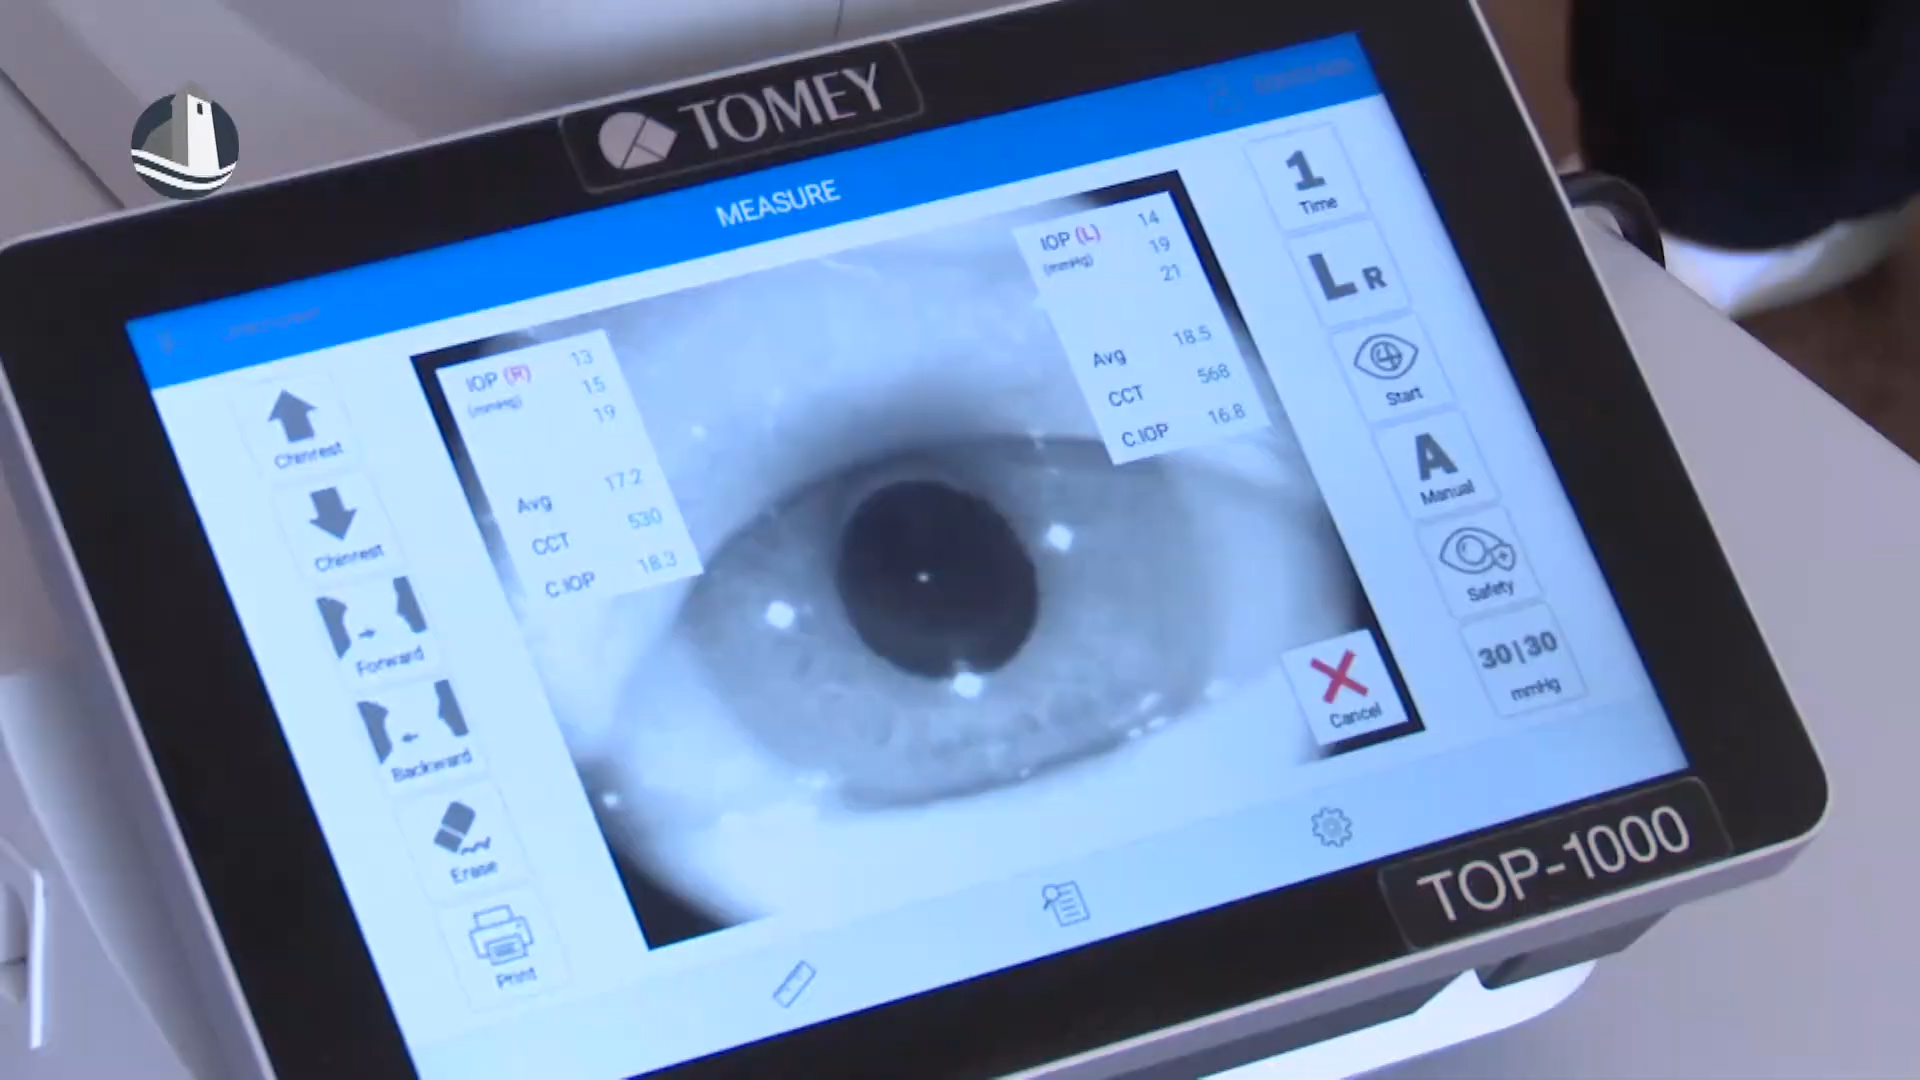 TOMEY
MEASURE
IOP (R) 13
(mmHg) 15
19
Avg 17.2
CCT 530
C.IOP 18.3
IOP (L) 14
(mmHg) 19
21
Avg 18.5
CCT 568
C.IOP 16.8
Chinrest
Chinrest
Forward
Backward
Erase
Print
1
Time
L R
Start
A
Manual
Safety
30|30
mmHg
Cancel
TOP-1000